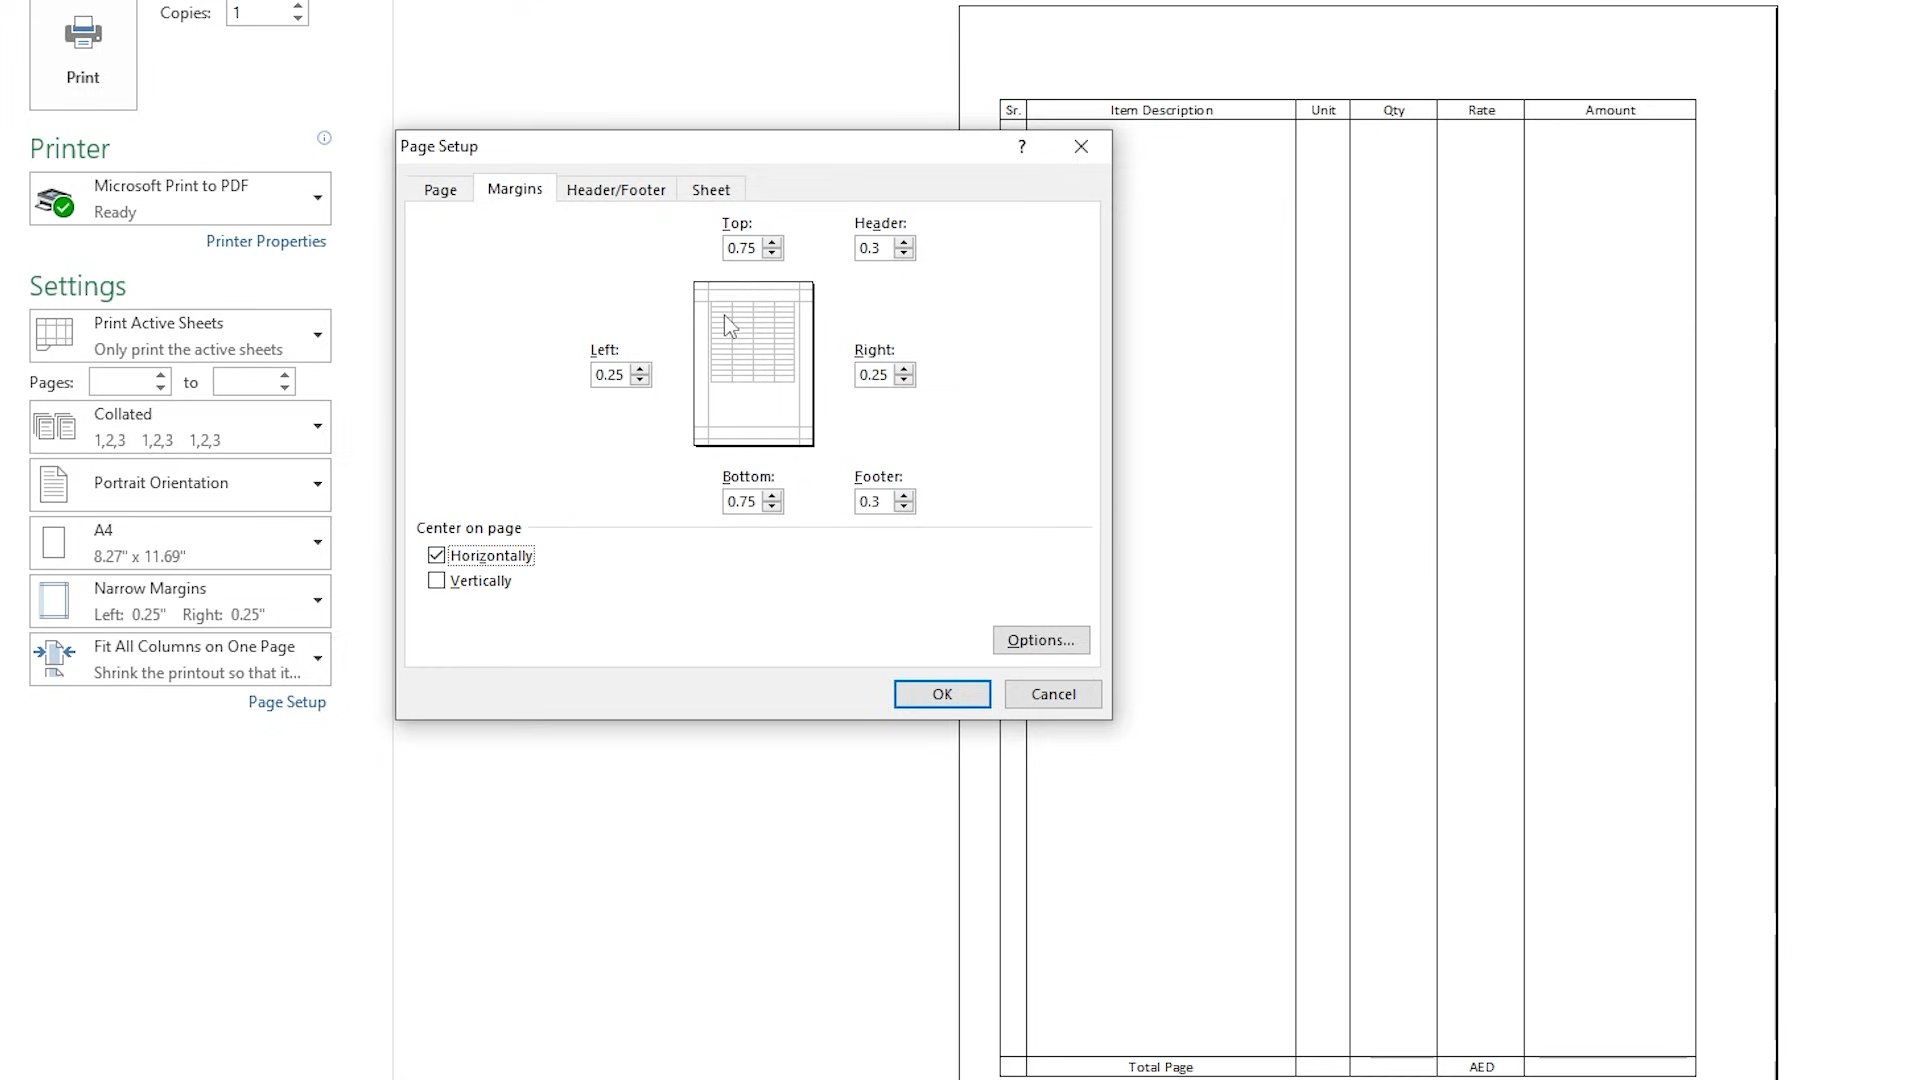 Copies: 1
Print
Printer
Microsoft Print to PDF
Ready
Printer Properties
Settings
Print Active Sheets
Only print the active sheets
Pages: to
Collated
1,2,3 1,2,3 1,2,3
Portrait Orientation
A4
8.27" x 11.69"
Narrow Margins
Left: 0.25" Right: 0.25"
Fit All Columns on One Page
Shrink the printout so that it...
Page Setup
Page Setup ?
Page Margins Header/Footer Sheet
Top: Header:
0.75 0.3
Left: Right:
0.25 0.25
Bottom: Footer:
0.75 0.3
Center on page
Horizontally
Vertically
Options...
OK Cancel
Sr. Item Description Unit Qty Rate Amount
Total Page AED